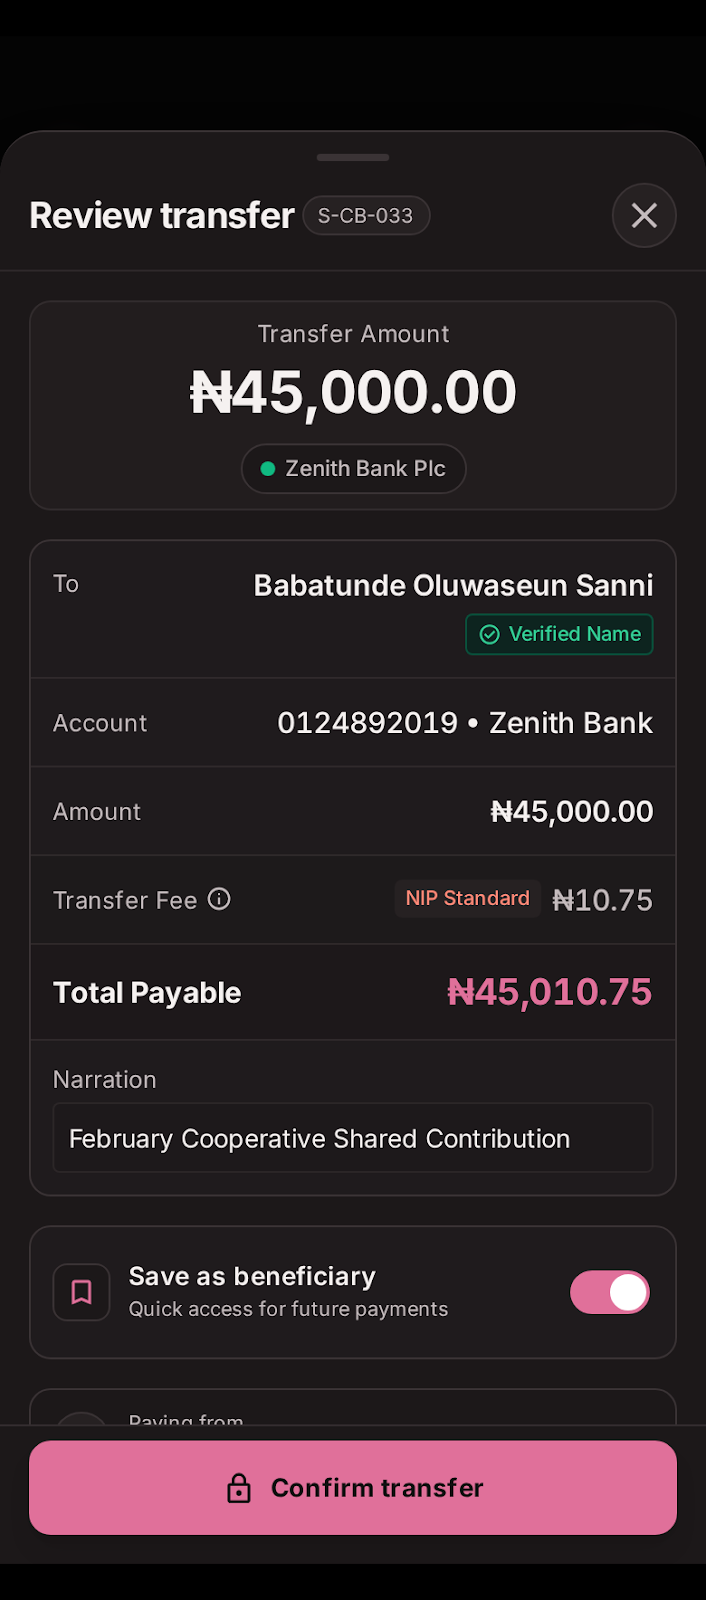 Review transfer S-CB-033
Transfer Amount
₦45,000.00
Zenith Bank Plc
To Babatunde Oluwaseun Sanni
Verified Name
Account 0124892019 • Zenith Bank
Amount ₦45,000.00
Transfer Fee NIP Standard ₦10.75
Total Payable ₦45,010.75
Narration
February Cooperative Shared Contribution
Save as beneficiary
Quick access for future payments
Paying from
Confirm transfer